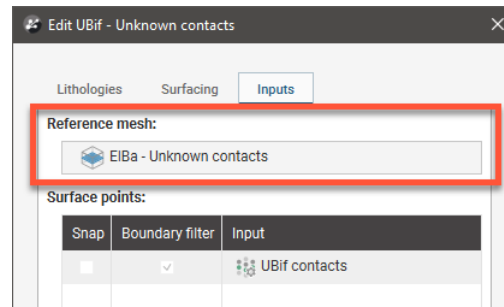 Edit UBif - Unknown contacts
Lithologies Surfacing Inputs
Reference mesh:
EIBa - Unknown contacts
Surface points:
Snap Boundary filter Input
UBif contacts